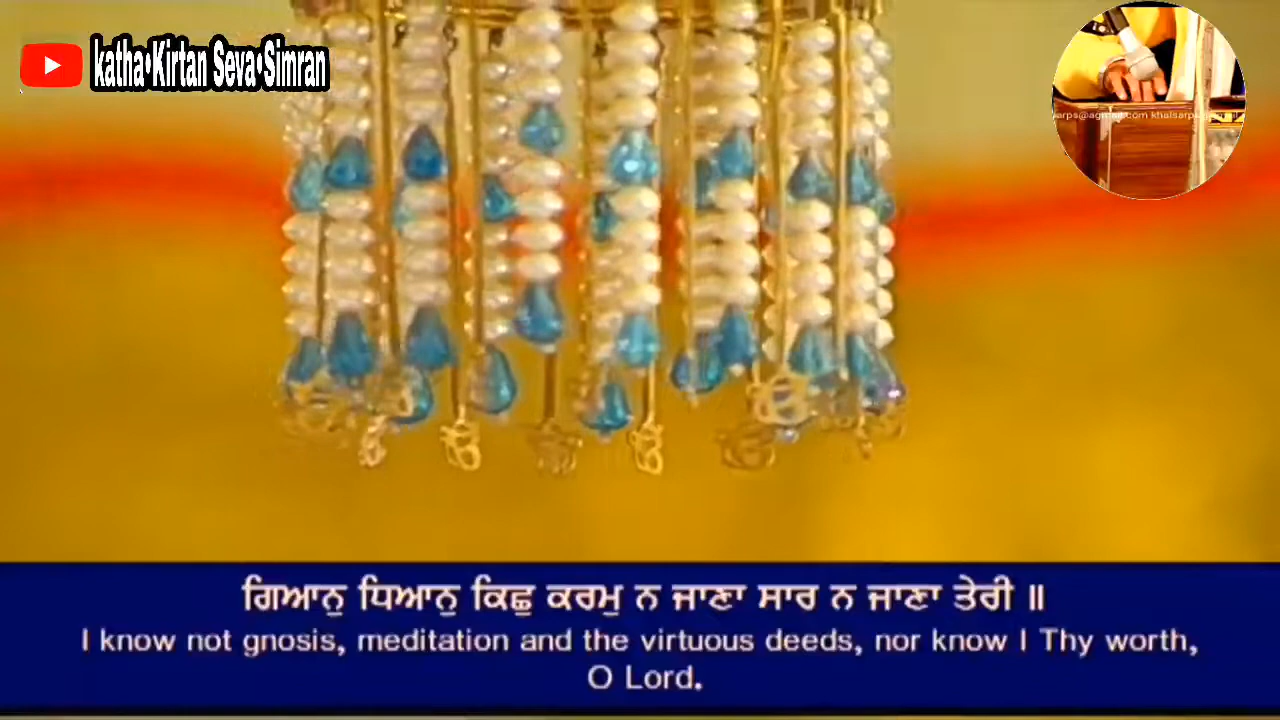 katha•Kirtan Seva•Simran
ਗਿਆਨੁ ਧਿਆਨੁ ਕਿਛੁ ਕਰਮੁ ਨ ਜਾਣਾ ਸਾਰ ਨ ਜਾਣਾ ਤੇਰੀ ॥
I know not gnosis, meditation and the virtuous deeds, nor know I Thy worth,
O Lord.